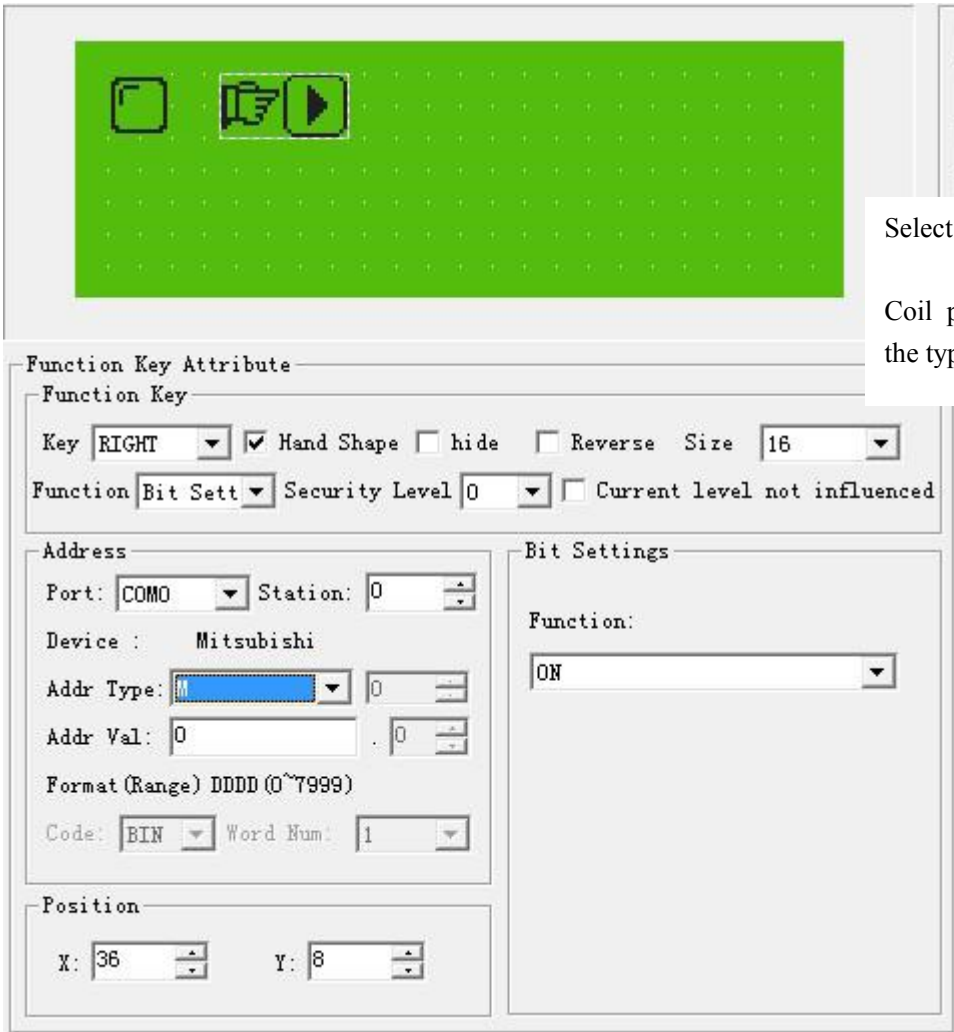 Select
Coil p
the typ
Function Key Attribute
Function Key
Key RIGHT Hand Shape hide Reverse Size 16
Function Bit Sett Security Level 0 Current level not influenced
Address
Port: COM0 Station: 0
Device : Mitsubishi
Addr Type: M 0
Addr Val: 0 . 0
Format(Range) DDDD(0~7999)
Code: BIN Word Num: 1
Bit Settings
Function:
ON
Position
X: 36 Y: 8